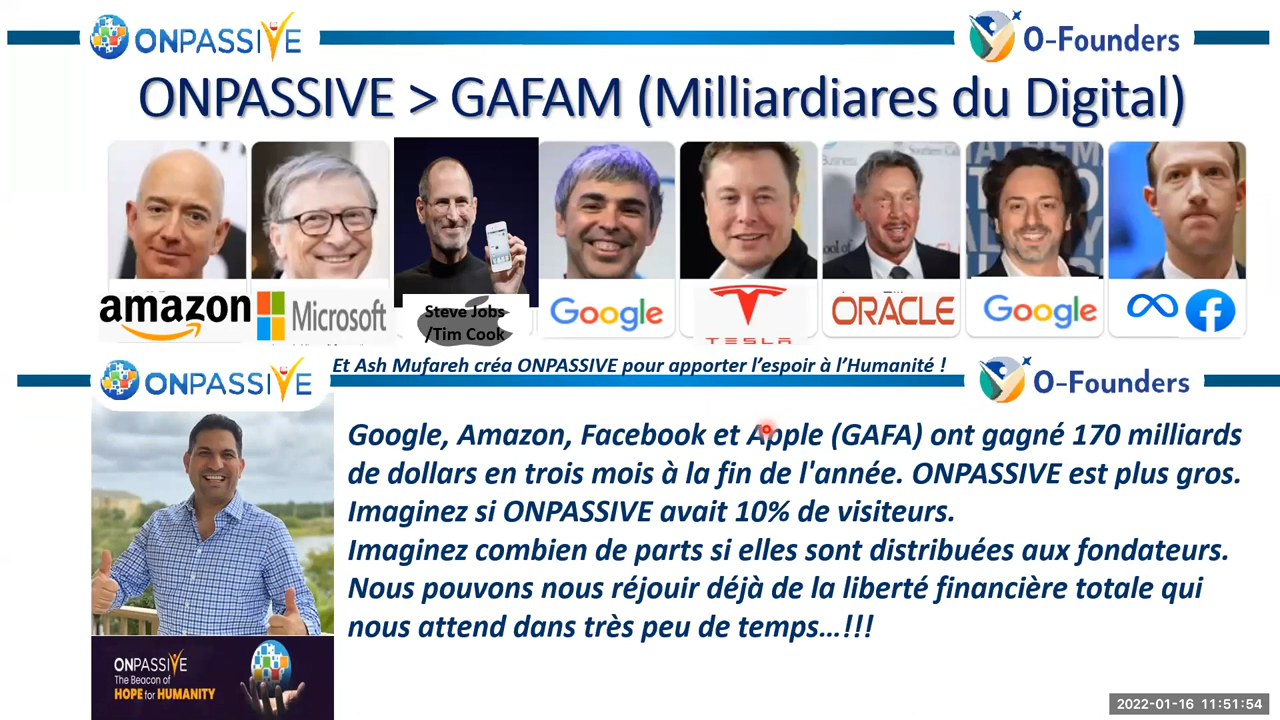 ONPASSIVE
O-Founders
ONPASSIVE > GAFAM (Milliardiares du Digital)
amazon
Microsoft
Steve Jobs
/Tim Cook
Google
TESLA
ORACLE
Google
Et Ash Mufareh créa ONPASSIVE pour apporter l’espoir à l’Humanité !
ONPASSIVE
O-Founders
Google, Amazon, Facebook et Apple (GAFA) ont gagné 170 milliards
de dollars en trois mois à la fin de l'année. ONPASSIVE est plus gros.
Imaginez si ONPASSIVE avait 10% de visiteurs.
Imaginez combien de parts si elles sont distribuées aux fondateurs.
Nous pouvons nous réjouir déjà de la liberté financière totale qui
nous attend dans très peu de temps…!!!
ONPASSIVE
The Beacon of
HOPE for HUMANITY
2022-01-16 11:51:54